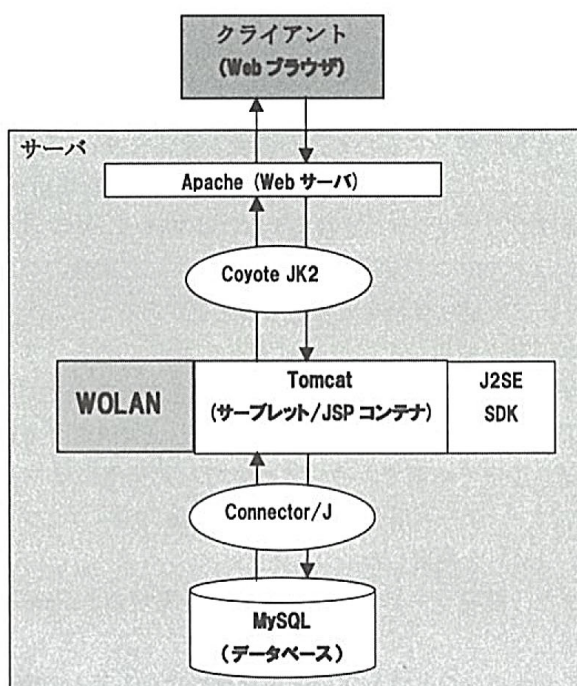 クライアント
(Web ブラウザ)
サーバ
Apache (Web サーバ)
Coyote JK2
WOLAN
Tomcat
(サーブレット/JSP コンテナ)
J2SE
SDK
Connector/J
MySQL
(データベース)